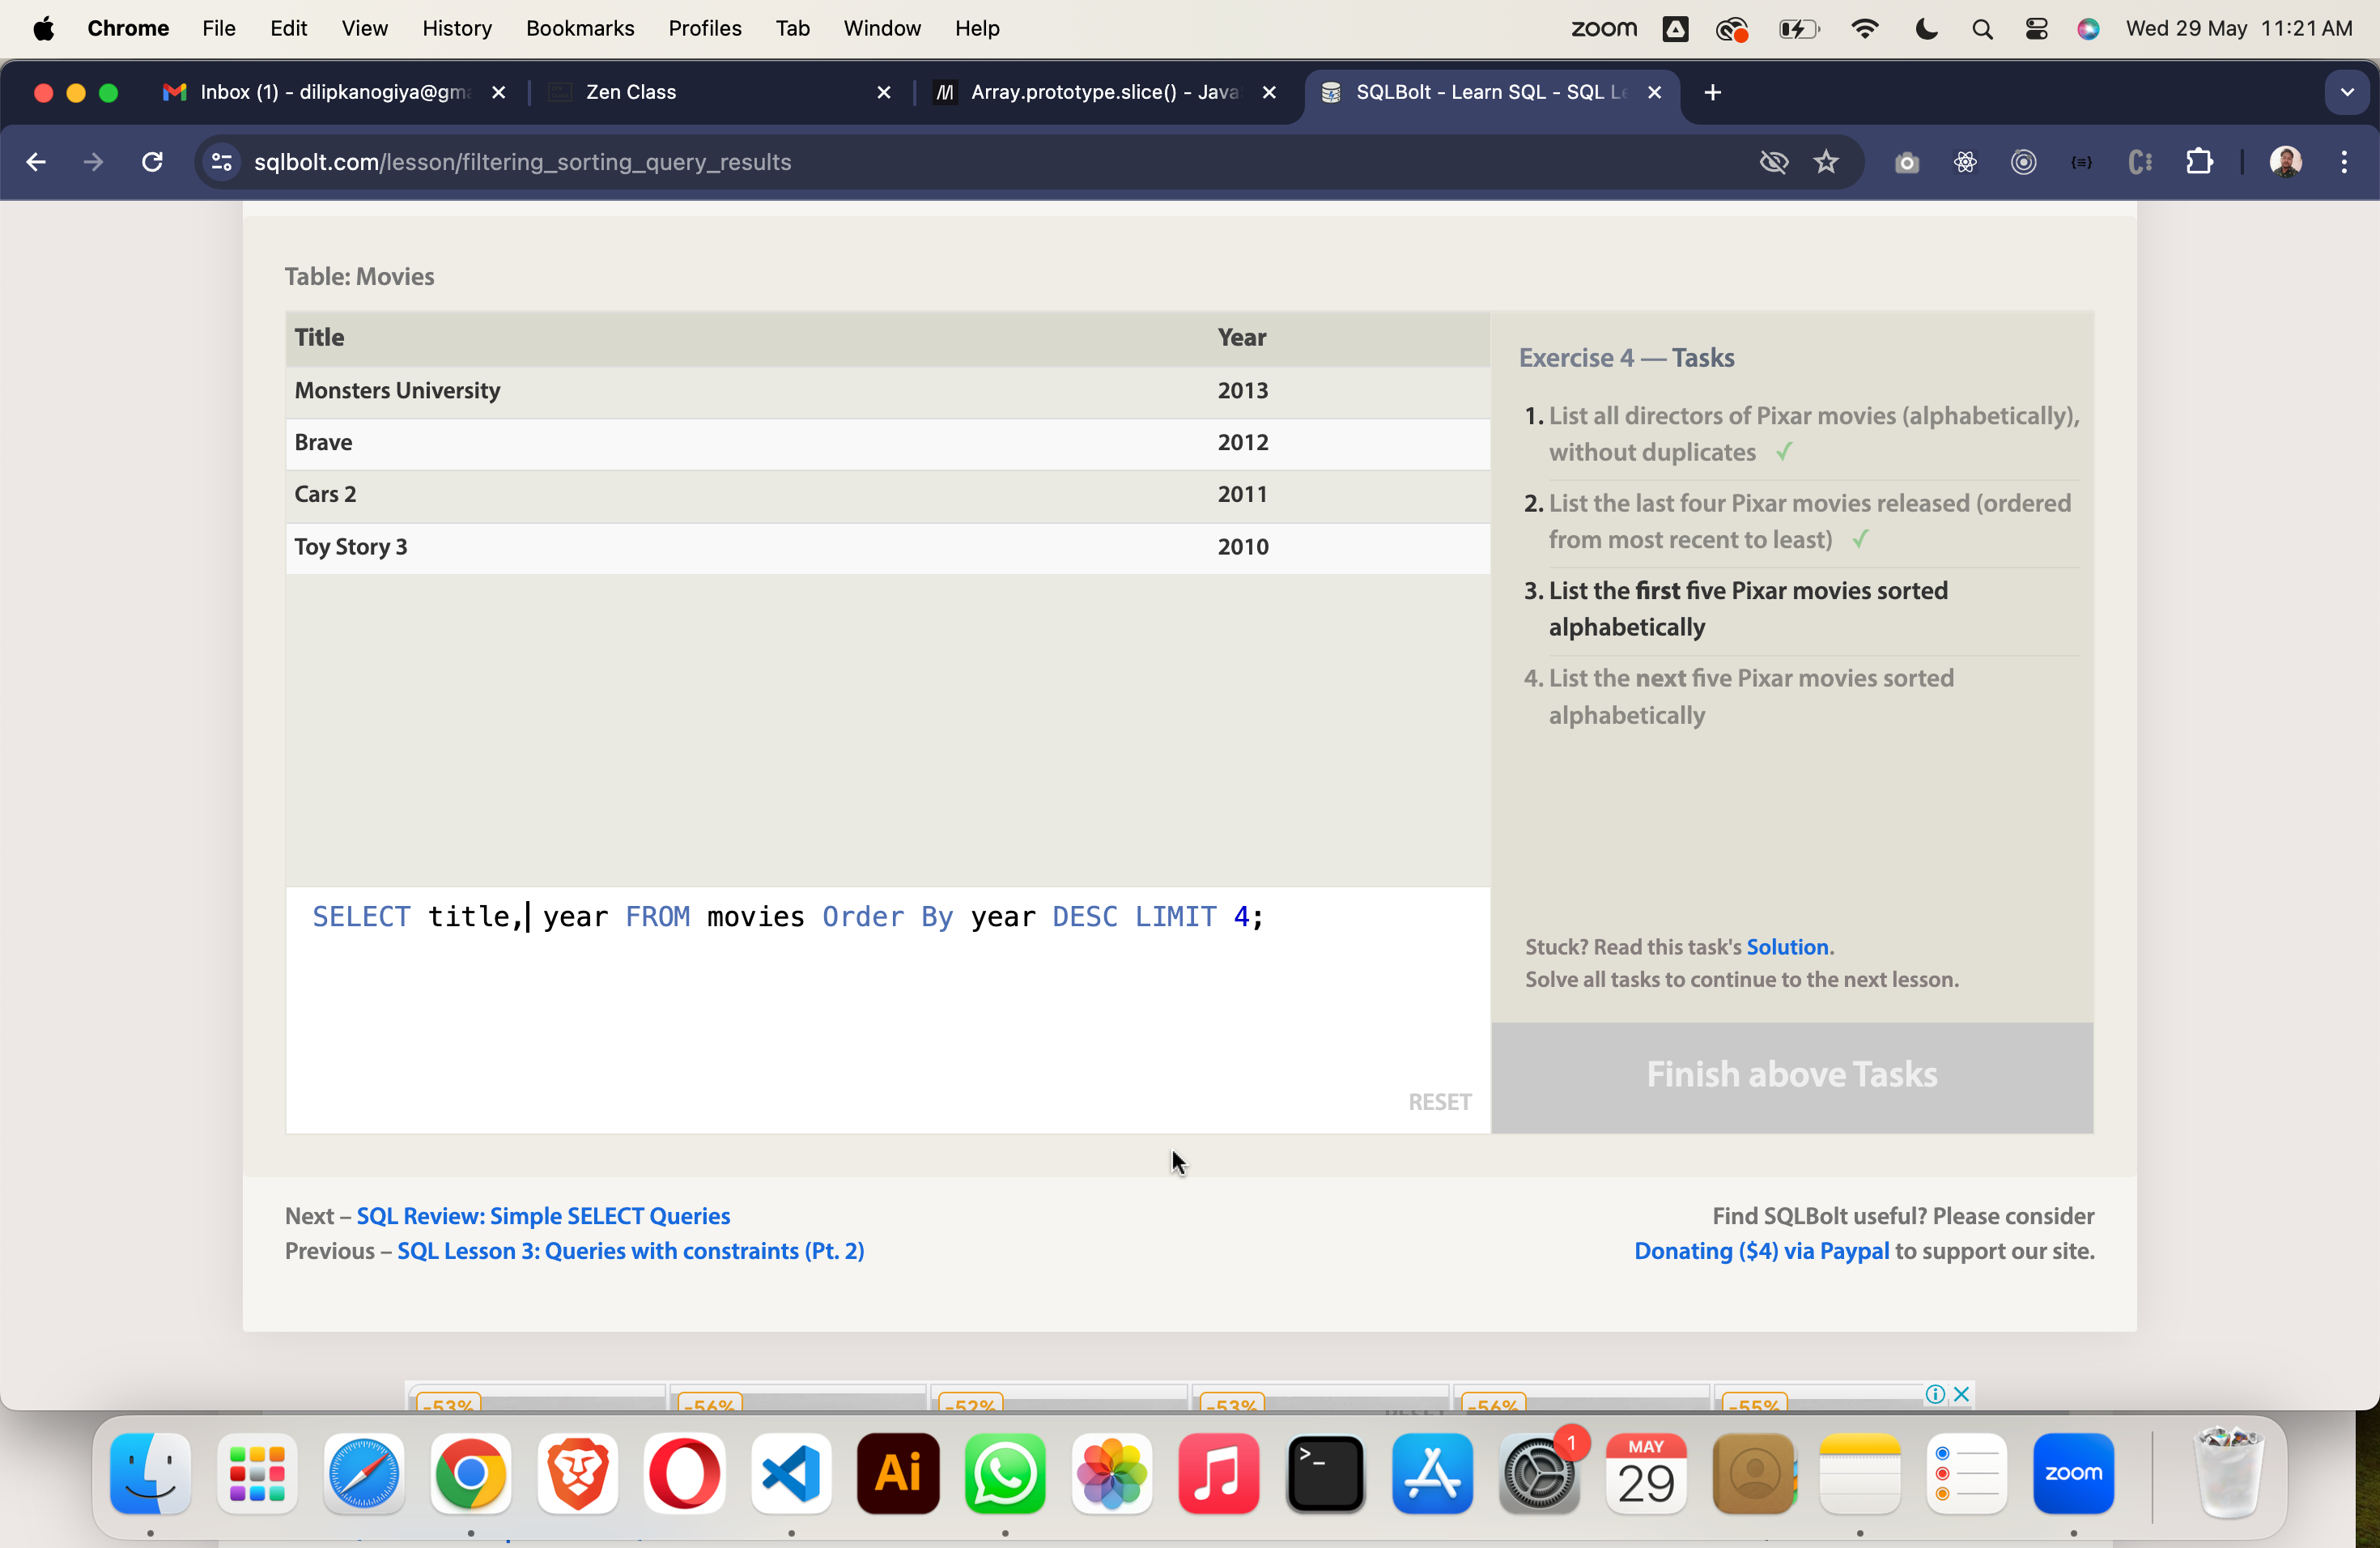 Chrome File Edit View History Bookmarks Profiles Tab Window Help zoom Wed 29 May 11:21 AM
Inbox (1) - dilipkanogiya@gm Zen Class Array.prototype.slice() - Java SQLBolt - Learn SQL - SQL Le
sqlbolt.com/lesson/filtering_sorting_query_results
Table: Movies
Title Year
Monsters University 2013
Brave 2012
Cars 2 2011
Toy Story 3 2010
SELECT title, year FROM movies Order By year DESC LIMIT 4;
RESET
Exercise 4 — Tasks
1. List all directors of Pixar movies (alphabetically),
without duplicates ✓
2. List the last four Pixar movies released (ordered
from most recent to least) ✓
3. List the first five Pixar movies sorted
alphabetically
4. List the next five Pixar movies sorted
alphabetically
Stuck? Read this task's Solution.
Solve all tasks to continue to the next lesson.
Finish above Tasks
Next – SQL Review: Simple SELECT Queries
Previous – SQL Lesson 3: Queries with constraints (Pt. 2)
Find SQLBolt useful? Please consider
Donating ($4) via Paypal to support our site.
-53% -56% -52% -53% -56% -55%
Ai >_ 1 MAY 29 zoom